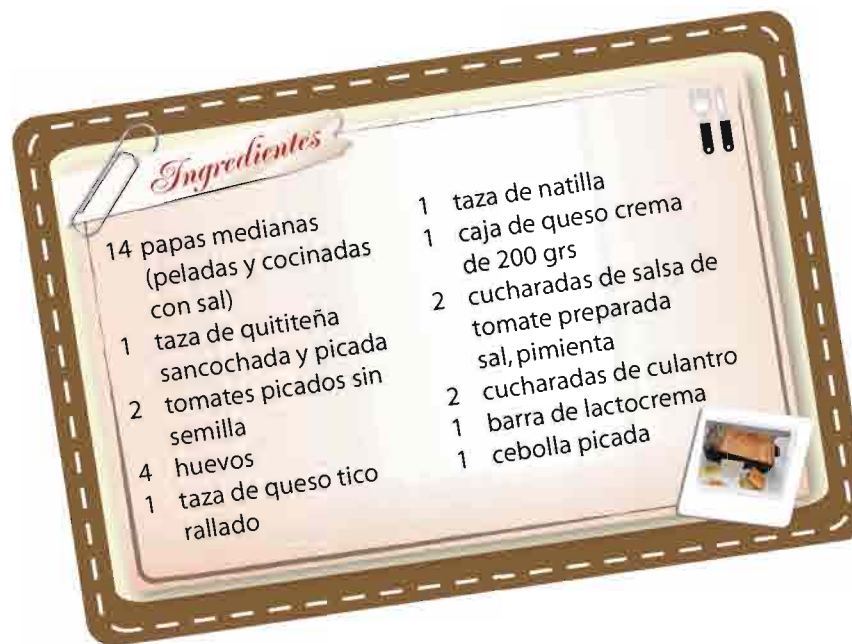 Ingredientes
14 papas medianas
(peladas y cocinadas
con sal)
1 taza de quititeña
sancochada y picada
2 tomates picados sin
semilla
4 huevos
1 taza de queso tico
rallado
1 taza de natilla
1 caja de queso crema
de 200 grs
2 cucharadas de salsa de
tomate preparada
sal, pimienta
2 cucharadas de culantro
1 barra de lactocrema
1 cebolla picada